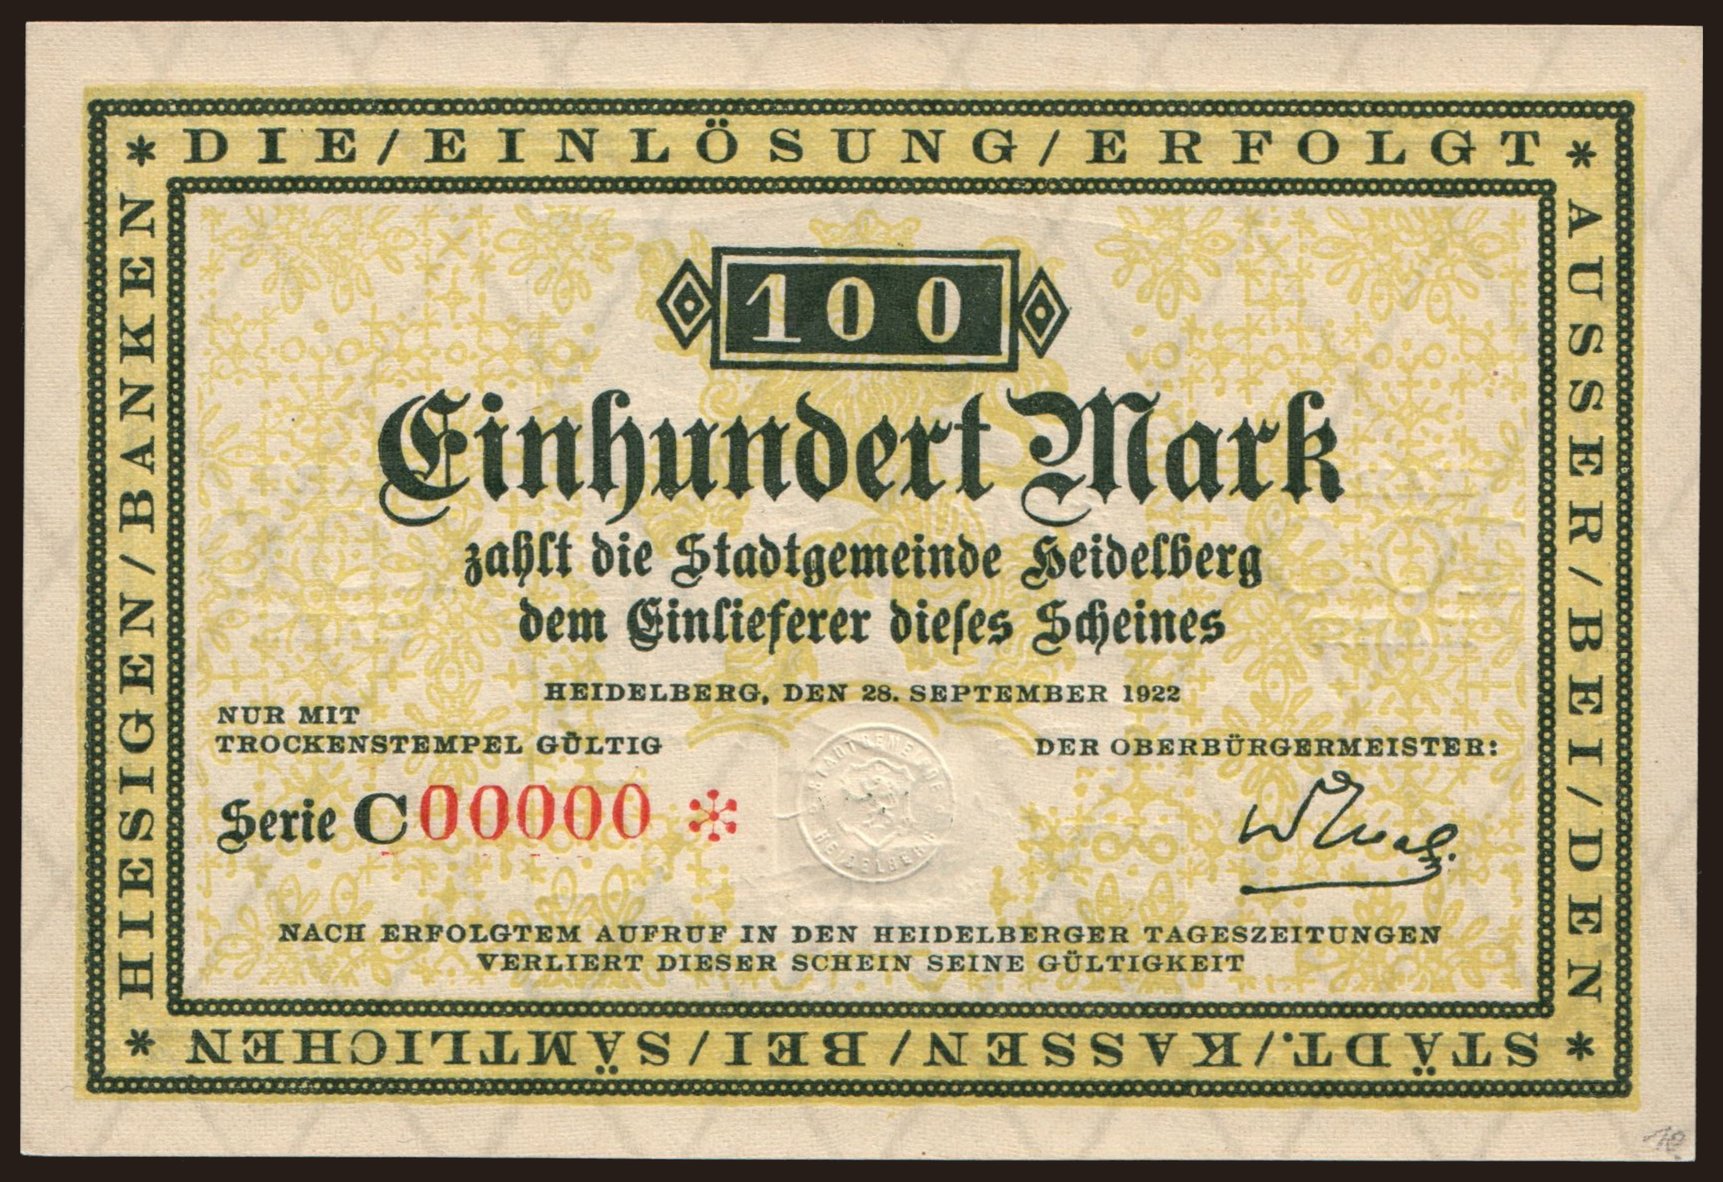 * DIE/EINLÖSUNG/ERFOLGT *
AUSSER/BEI/DEN
STÄDT./KASSEN/BEI/SÄMTLICHEN
HIESIGEN/BANKEN
100
Einhundert Mark
zahlt die Stadtgemeinde Heidelberg
dem Einlieferer dieses Scheines
HEIDELBERG, DEN 28. SEPTEMBER 1922
NUR MIT
TROCKENSTEMPEL GÜLTIG
DER OBERBÜRGERMEISTER:
Serie C 00000 *
STADTGEMEINDE HEIDELBERG
NACH ERFOLGTEM AUFRUF IN DEN HEIDELBERGER TAGESZEITUNGEN
VERLIERT DIESER SCHEIN SEINE GÜLTIGKEIT